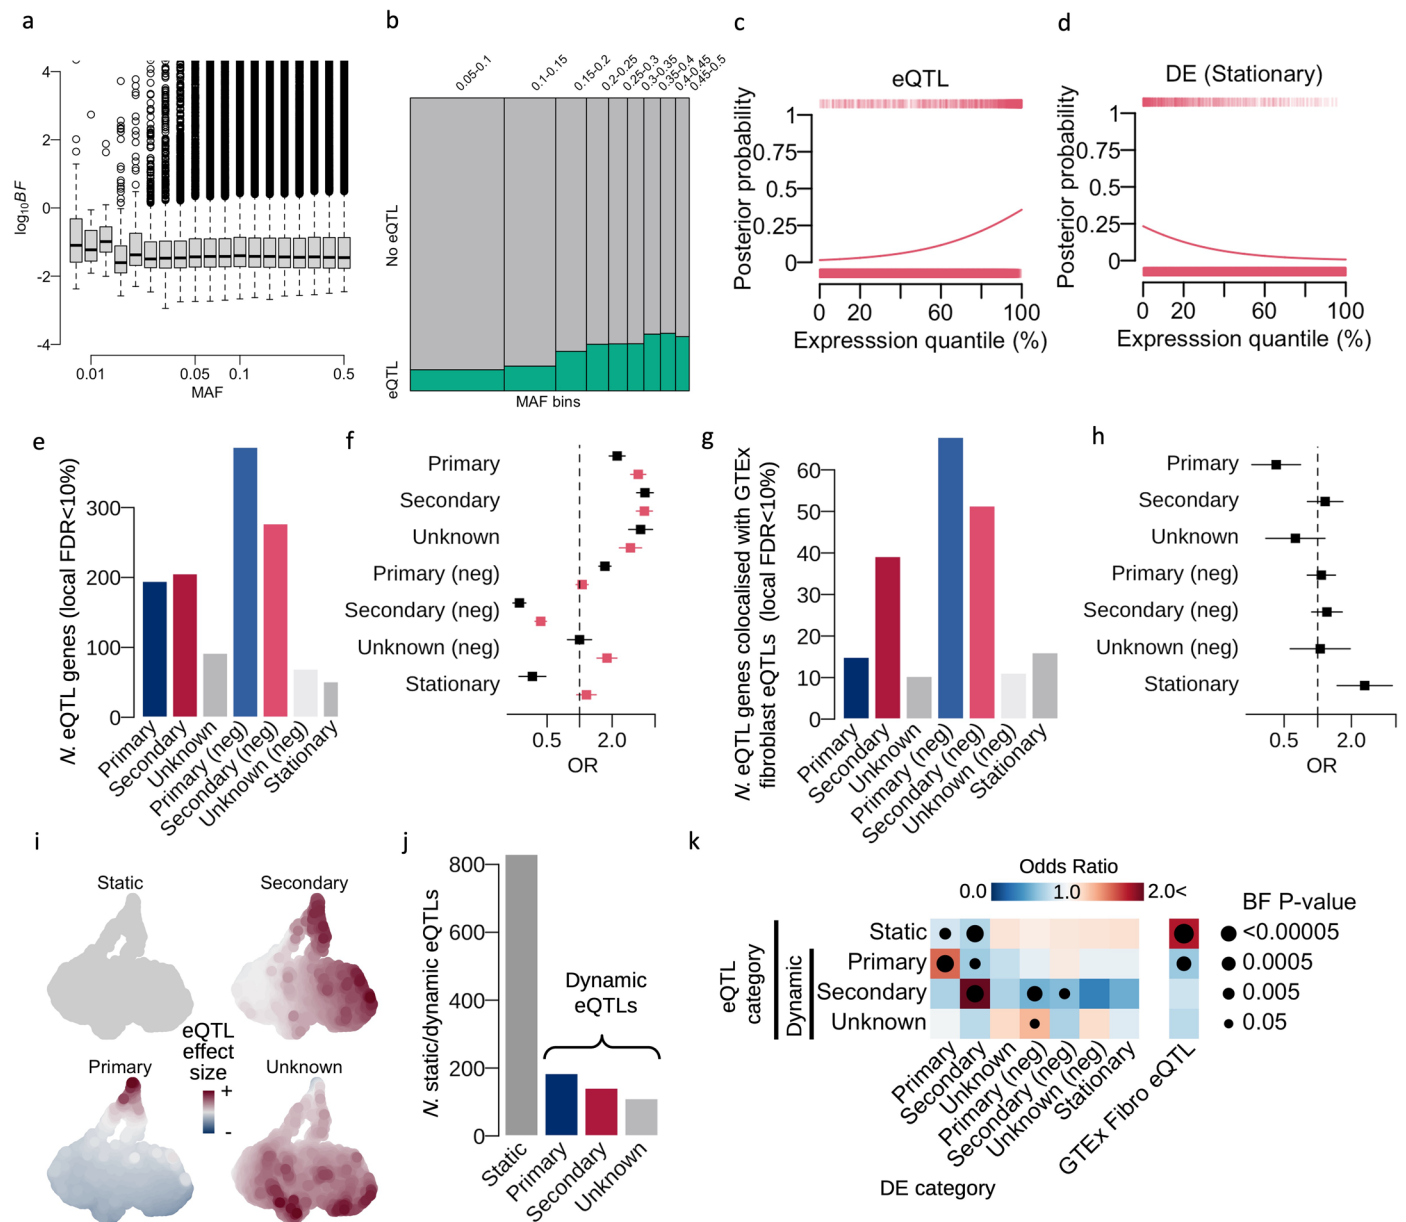 a
4
2
0
-2
-4
log10BF
0.01
0.05
0.1
0.5
MAF
b
0.05-0.1
0.1-0.15
0.15-0.2
0.2-0.25
0.25-0.3
0.3-0.35
0.35-0.4
0.4-0.45
0.45-0.5
No eQTL
eQTL
MAF bins
c
eQTL
Posterior probability
1
0.75
0.5
0.25
0
0 20 60 100
Expresssion quantile (%)
d
DE (Stationary)
Posterior probability
1
0.75
0.5
0.25
0
0 20 60 100
Expresssion quantile (%)
e
N. eQTL genes (local FDR<10%)
300
200
100
0
Primary
Secondary
Unknown
Primary (neg)
Secondary (neg)
Unknown (neg)
Stationary
f
Primary
Secondary
Unknown
Primary (neg)
Secondary (neg)
Unknown (neg)
Stationary
0.5 2.0
OR
g
N. eQTL genes colocalised with GTEx
fibroblast eQTLs (local FDR<10%)
60
50
40
30
20
10
0
Primary
Secondary
Unknown
Primary (neg)
Secondary (neg)
Unknown (neg)
Stationary
h
Primary
Secondary
Unknown
Primary (neg)
Secondary (neg)
Unknown (neg)
Stationary
0.5 2.0
OR
i
Static
Secondary
Primary
Unknown
eQTL
effect
size
+
-
j
N. static/dynamic eQTLs
800
600
400
200
0
Dynamic
eQTLs
Static
Primary
Secondary
Unknown
k
Odds Ratio
0.0 1.0 2.0<
BF P-value
<0.00005
0.0005
0.005
0.05
eQTL
category
Dynamic
Static
Primary
Secondary
Unknown
Primary
Secondary
Unknown
Primary (neg)
Secondary (neg)
Unknown (neg)
Stationary
GTEx Fibro eQTL
DE category